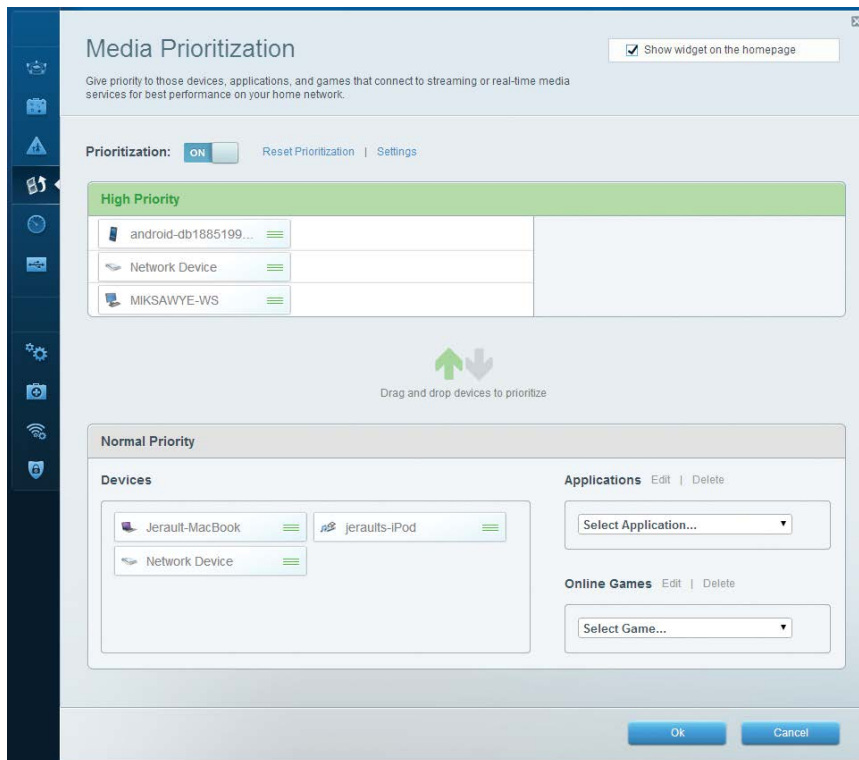 Media Prioritization
Show widget on the homepage
Give priority to those devices, applications, and games that connect to streaming or real-time media
services for best performance on your home network.
Prioritization: ON Reset Prioritization | Settings
High Priority
android-db1885199...
Network Device
MIKSAWYE-WS
Drag and drop devices to prioritize
Normal Priority
Devices
Jerault-MacBook
jeraults-iPod
Network Device
Applications Edit | Delete
Select Application...
Online Games Edit | Delete
Select Game...
Ok
Cancel